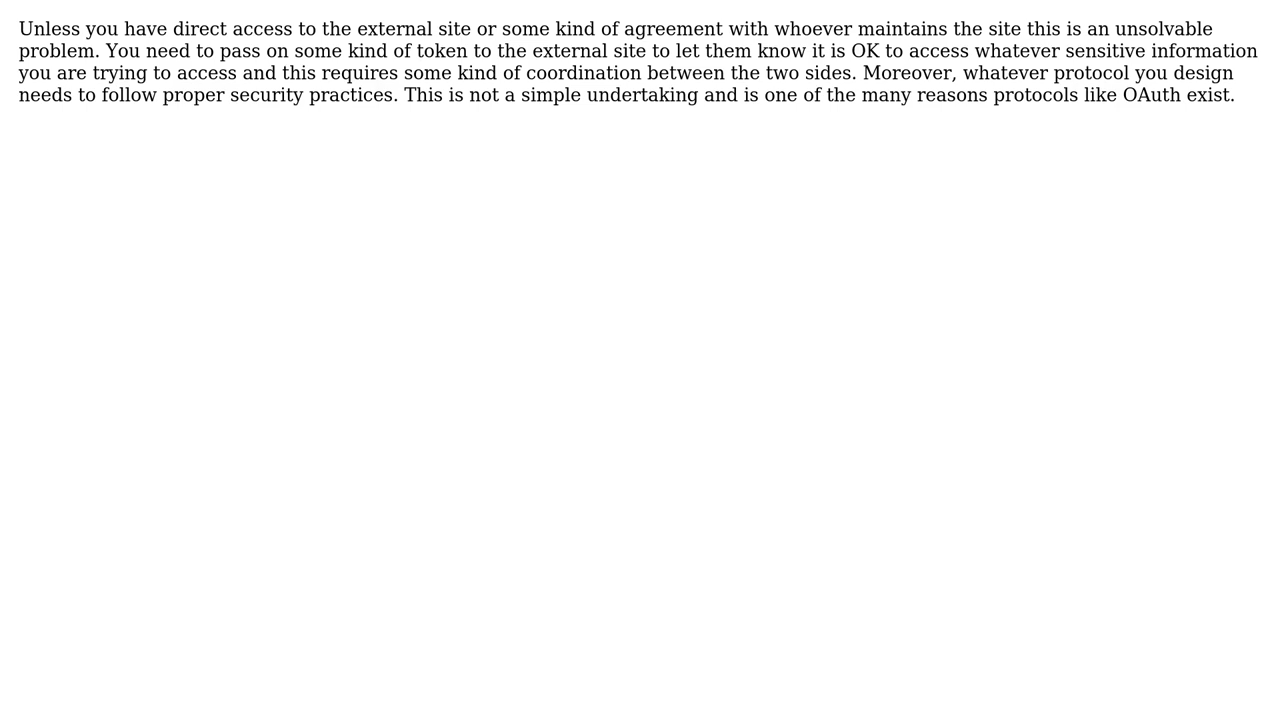 Unless you have direct access to the external site or some kind of agreement with whoever maintains the site this is an unsolvable
problem. You need to pass on some kind of token to the external site to let them know it is OK to access whatever sensitive information
you are trying to access and this requires some kind of coordination between the two sides. Moreover, whatever protocol you design
needs to follow proper security practices. This is not a simple undertaking and is one of the many reasons protocols like OAuth exist.